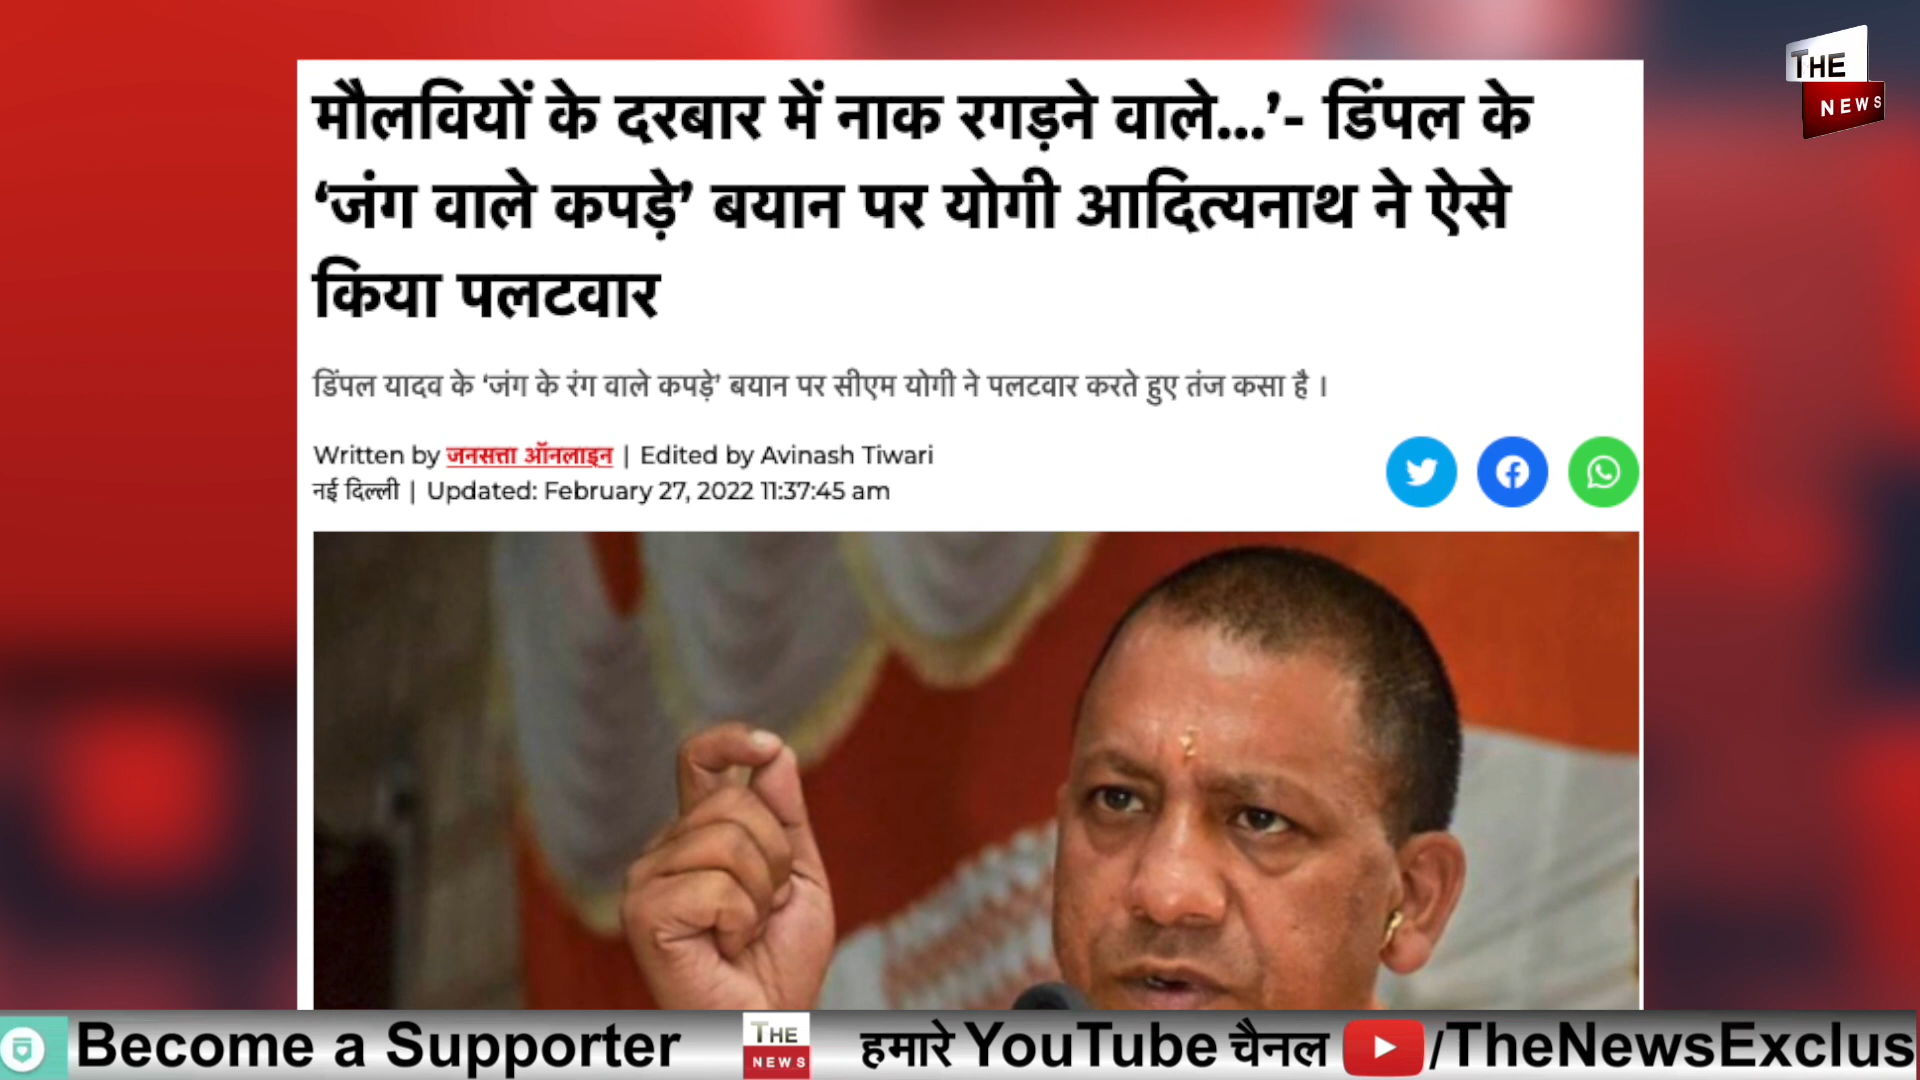 मौलवियों के दरबार में नाक रगड़ने वाले...’- डिंपल के
‘जंग वाले कपड़े’ बयान पर योगी आदित्यनाथ ने ऐसे
किया पलटवार
डिंपल यादव के ‘जंग के रंग वाले कपड़े’ बयान पर सीएम योगी ने पलटवार करते हुए तंज कसा है ।
Written by जनसत्ता ऑनलाइन | Edited by Avinash Tiwari
नई दिल्ली | Updated: February 27, 2022 11:37:45 am
THE
NEWS
Become a Supporter
THE
NEWS
हमारे YouTube चैनल /TheNewsExclus